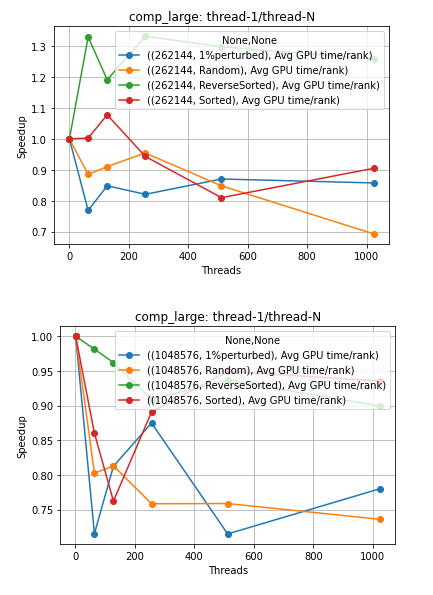 comp_large: thread-1/thread-N
None,None
((262144, 1%perturbed), Avg GPU time/rank)
((262144, Random), Avg GPU time/rank)
((262144, ReverseSorted), Avg GPU time/rank)
((262144, Sorted), Avg GPU time/rank)
1.3
1.2
1.1
1.0
0.9
0.8
0.7
Speedup
0
200
400
600
800
1000
Threads
comp_large: thread-1/thread-N
None,None
((1048576, 1%perturbed), Avg GPU time/rank)
((1048576, Random), Avg GPU time/rank)
((1048576, ReverseSorted), Avg GPU time/rank)
((1048576, Sorted), Avg GPU time/rank)
1.00
0.95
0.90
0.85
0.80
0.75
Speedup
0
200
400
600
800
1000
Threads